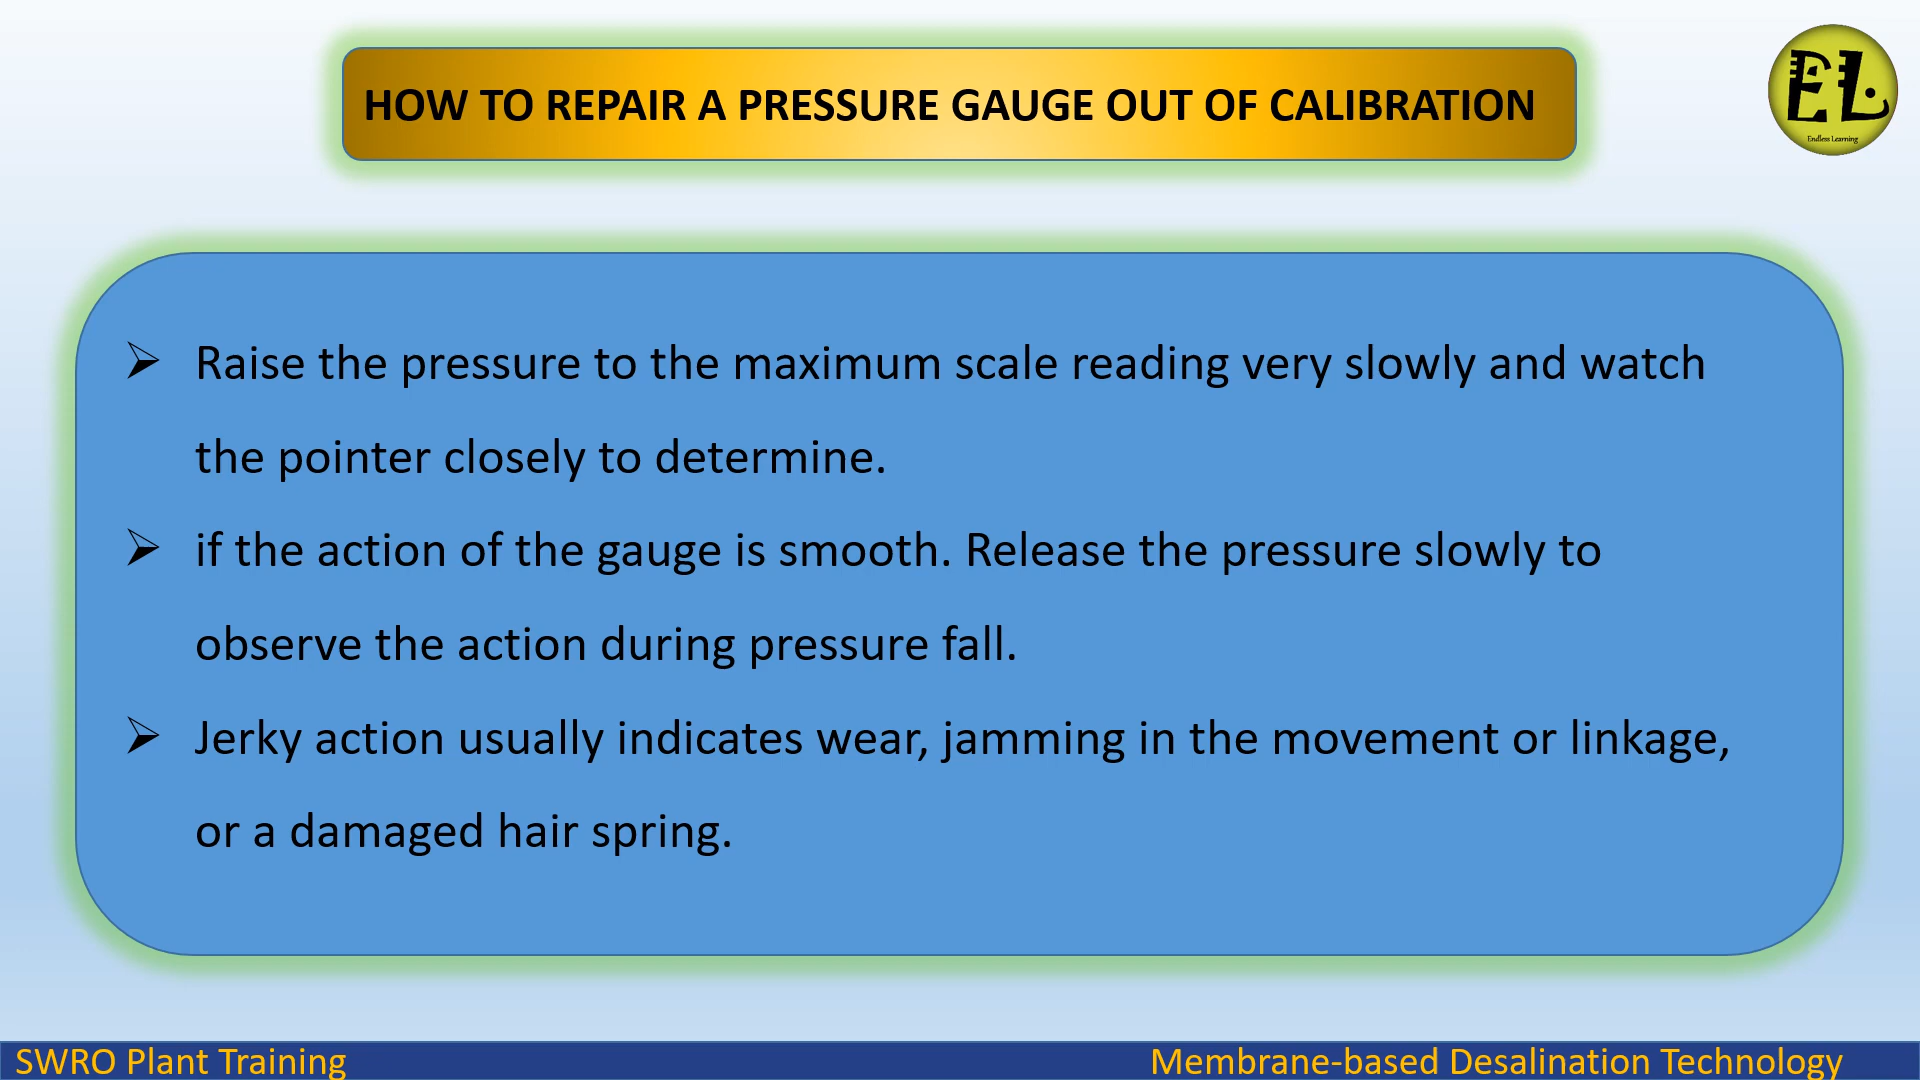 HOW TO REPAIR A PRESSURE GAUGE OUT OF CALIBRATION
EL
Endless Learning
➢ Raise the pressure to the maximum scale reading very slowly and watch
the pointer closely to determine.
➢ if the action of the gauge is smooth. Release the pressure slowly to
observe the action during pressure fall.
➢ Jerky action usually indicates wear, jamming in the movement or linkage,
or a damaged hair spring.
SWRO Plant Training
Membrane-based Desalination Technology